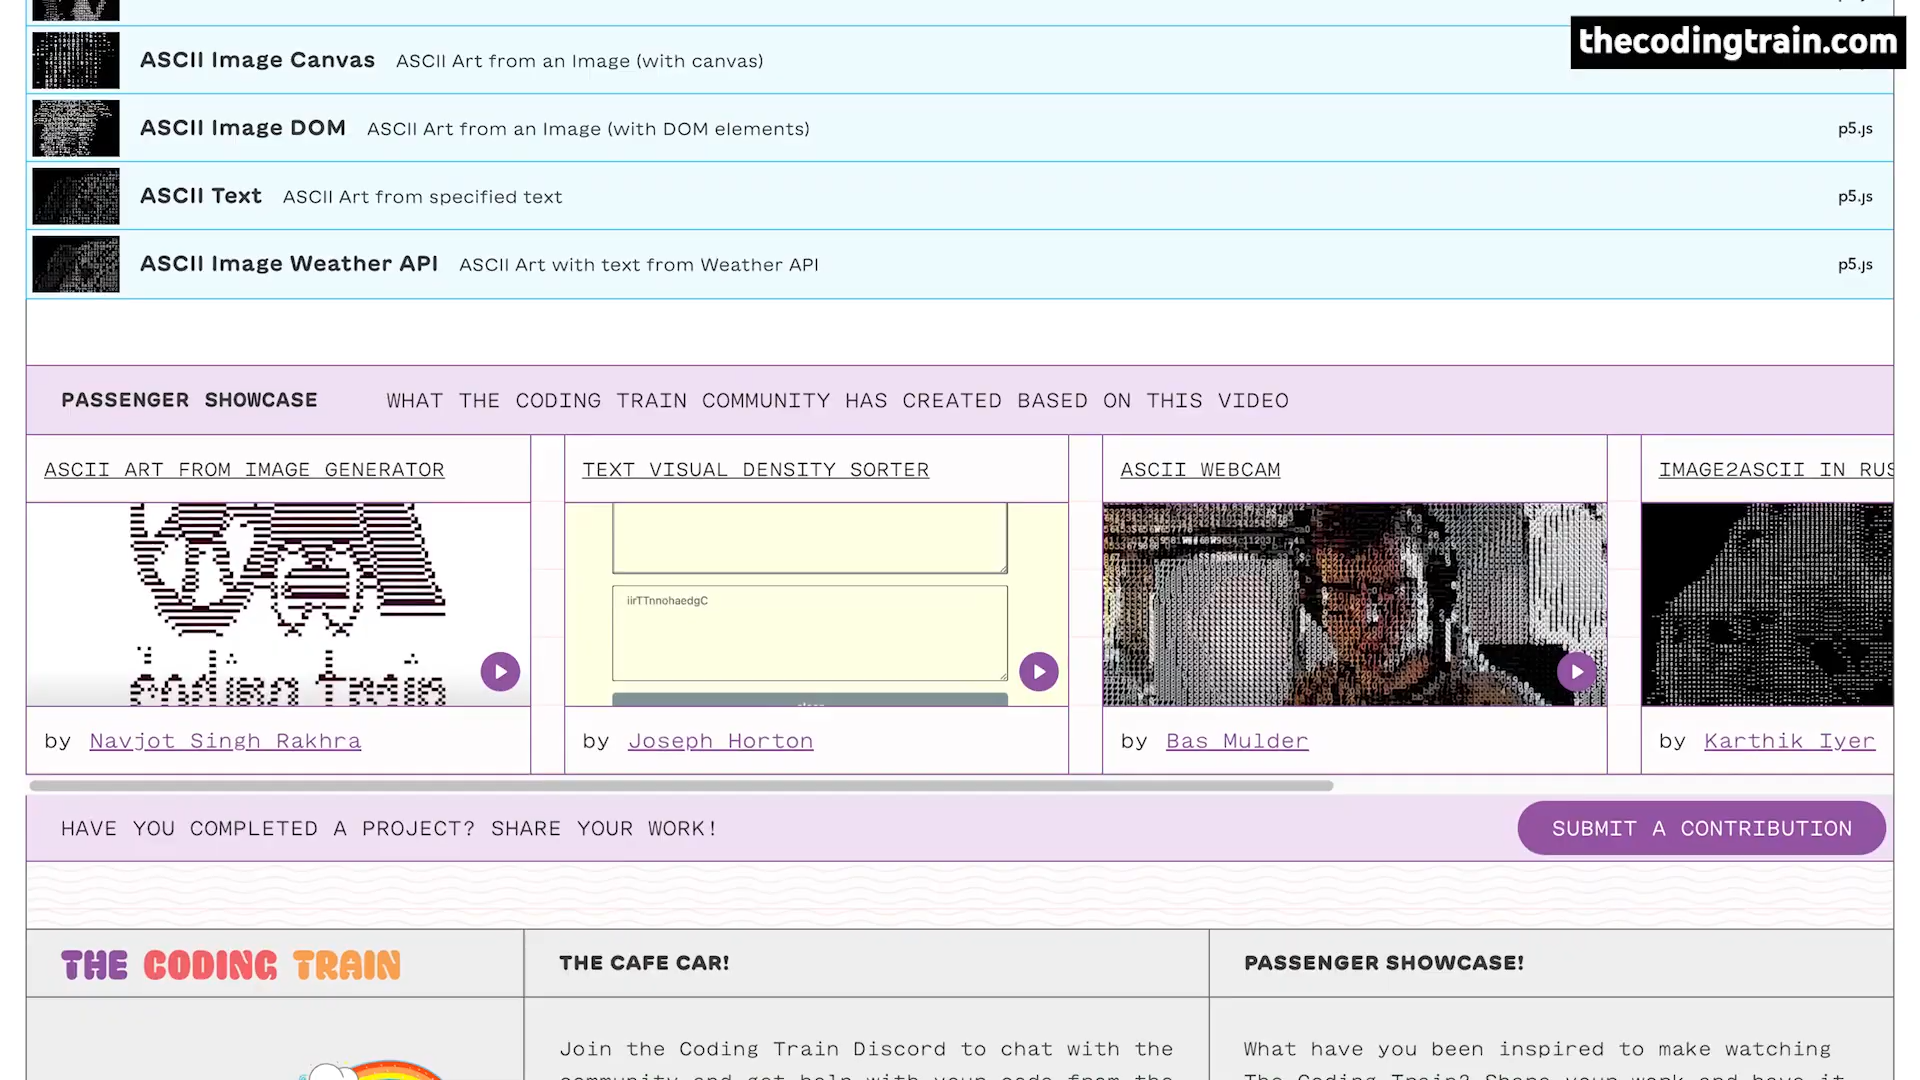 thecodingtrain.com
ASCII Image Canvas ASCII Art from an Image (with canvas)
ASCII Image DOM ASCII Art from an Image (with DOM elements) p5.js
ASCII Text ASCII Art from specified text p5.js
ASCII Image Weather API ASCII Art with text from Weather API p5.js
PASSENGER SHOWCASE WHAT THE CODING TRAIN COMMUNITY HAS CREATED BASED ON THIS VIDEO
ASCII ART FROM IMAGE GENERATOR
TEXT VISUAL DENSITY SORTER
ASCII WEBCAM
IMAGE2ASCII IN RUS
iirTTnnohaedgC
coding train
by Navjot Singh Rakhra
by Joseph Horton
by Bas Mulder
by Karthik Iyer
HAVE YOU COMPLETED A PROJECT? SHARE YOUR WORK!
SUBMIT A CONTRIBUTION
THE CODING TRAIN
THE CAFE CAR!
PASSENGER SHOWCASE!
Join the Coding Train Discord to chat with the
What have you been inspired to make watching